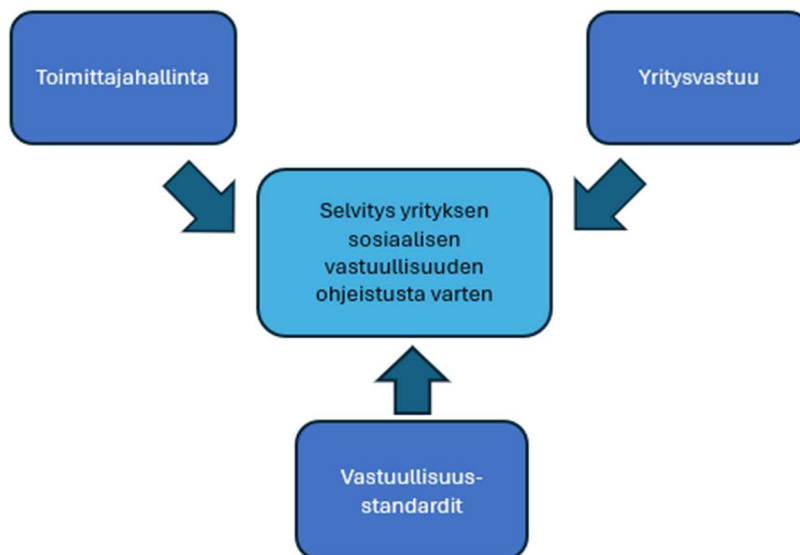 Toimittajahallinta
Yritysvastuu
Selvitys yrityksen
sosiaalisen
vastuullisuuden
ohjeistusta varten
Vastuullisuus-
standardit